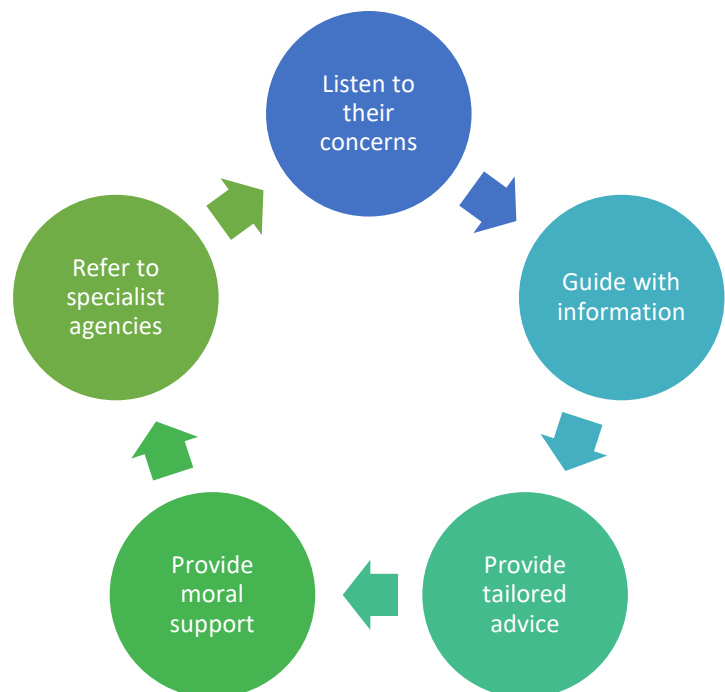 Listen to
their
concerns
Guide with
information
Provide
tailored
advice
Provide
moral
support
Refer to
specialist
agencies